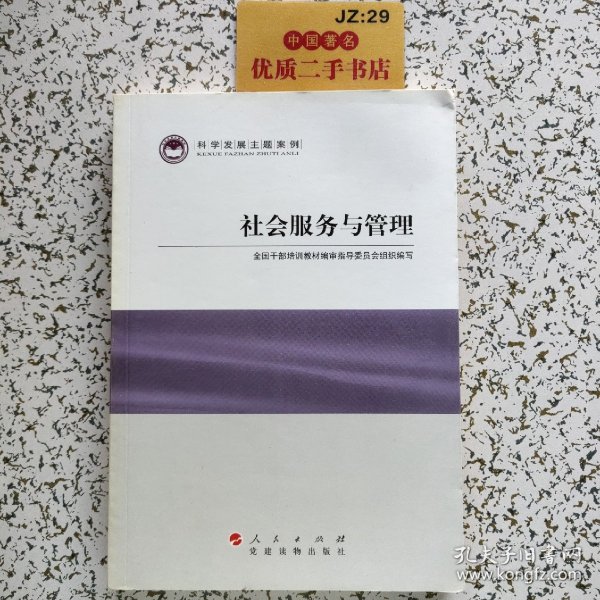 JZ:29
中国著名
优质二手书店
科学发展主题案例
KEXUE FAZHAN ZHUTI ANLI
社会服务与管理
全国干部培训教材编审指导委员会组织编写
人民出版社
党建读物出版社
孔夫子旧书网
www.kongfz.com